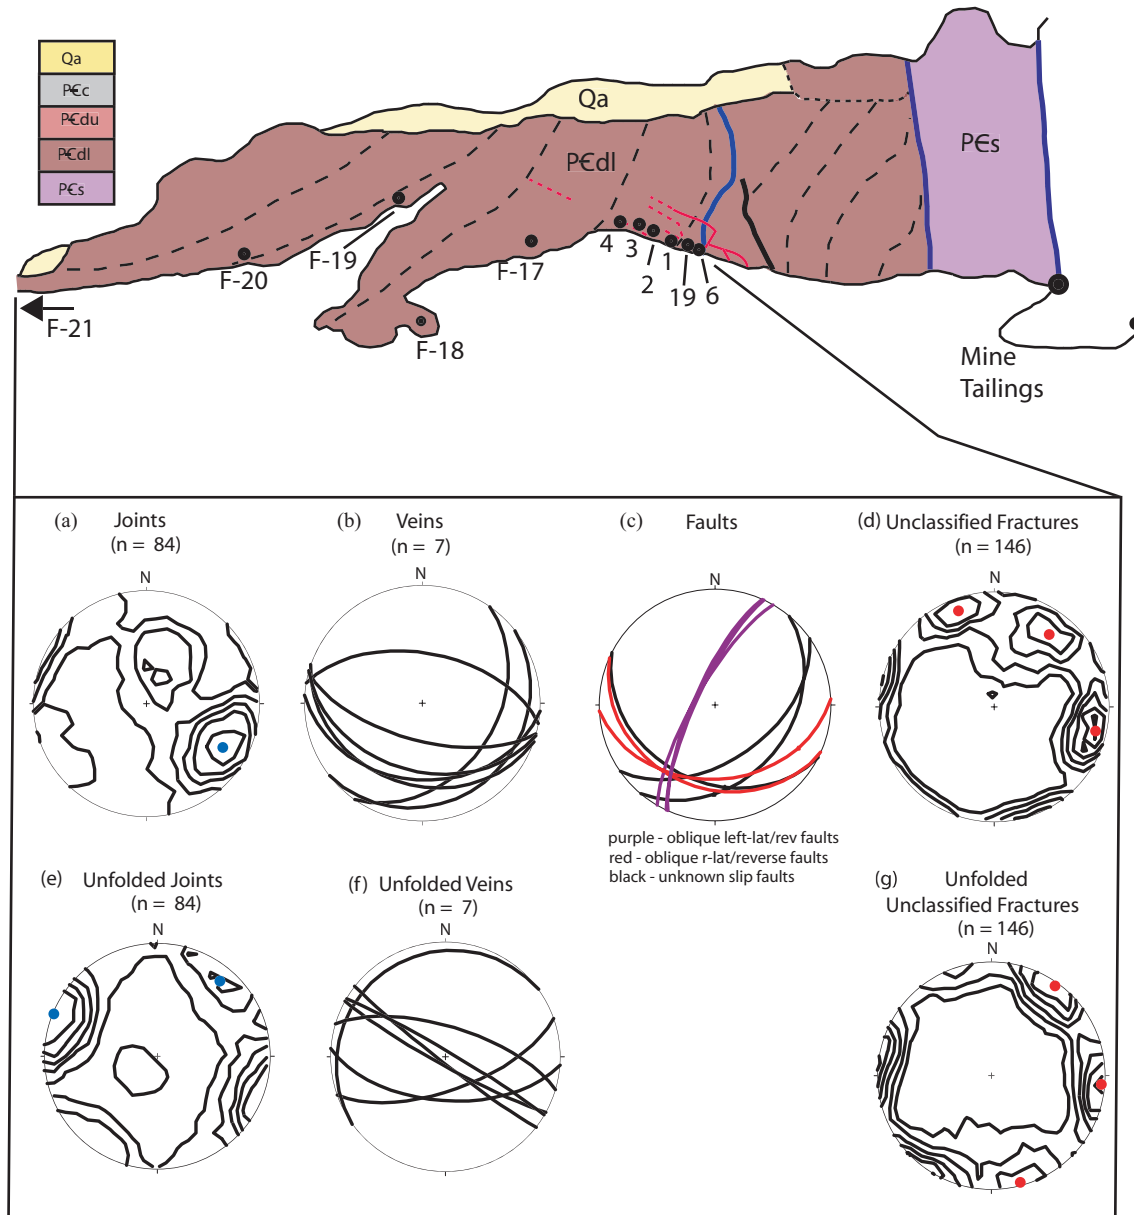 Qa
P€c
P€du
P€dl
P€s
Qa
P€dl
P€s
F-19
F-20
F-21
F-18
F-17
4
3
2
1
19
6
Mine
Tailings
(a) Joints
(n = 84)
N
(b) Veins
(n = 7)
N
(c) Faults
N
purple - oblique left-lat/rev faults
red - oblique r-lat/reverse faults
black - unknown slip faults
(d) Unclassified Fractures
(n = 146)
N
(e) Unfolded Joints
(n = 84)
N
(f) Unfolded Veins
(n = 7)
N
(g) Unfolded
Unclassified Fractures
(n = 146)
N